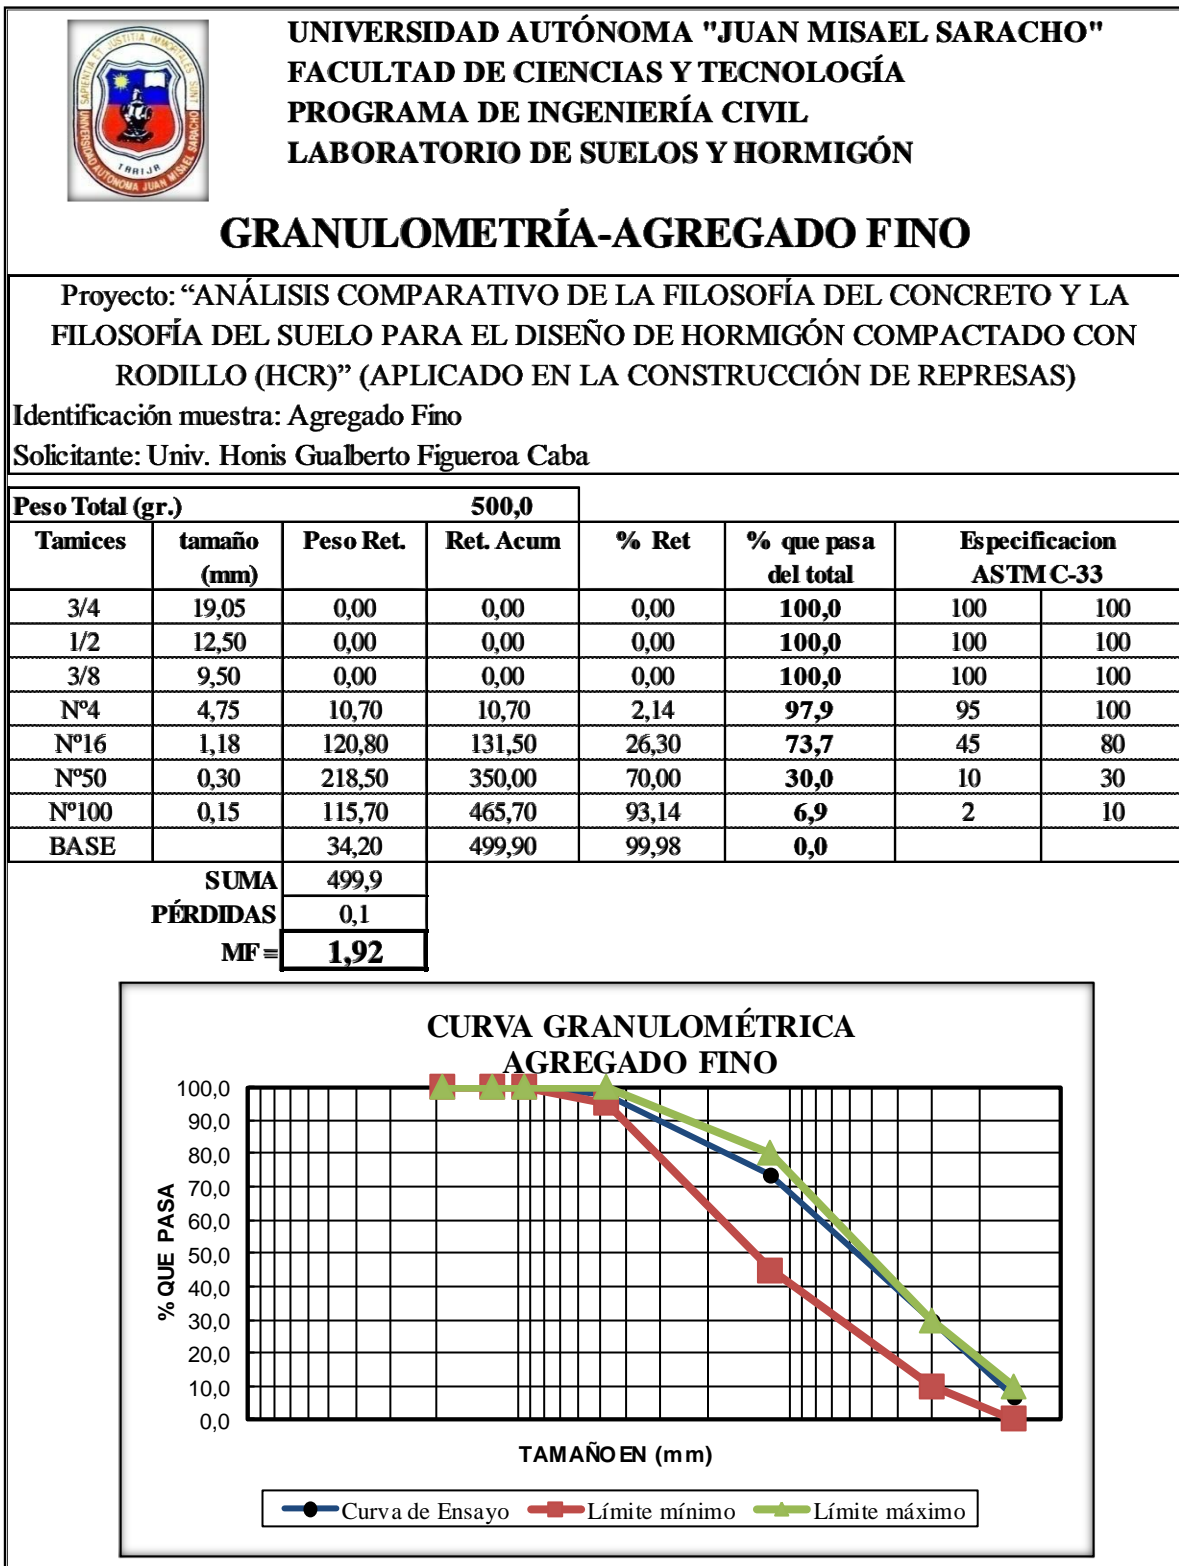 SAPIENTIA ET JUSTITIA IMMORTALES SUNT
TARIJA
UNIVERSIDAD AUTONOMA JUAN MISAEL SARACHO
UNIVERSIDAD AUTÓNOMA "JUAN MISAEL SARACHO"
FACULTAD DE CIENCIAS Y TECNOLOGÍA
PROGRAMA DE INGENIERÍA CIVIL
LABORATORIO DE SUELOS Y HORMIGÓN
GRANULOMETRÍA-AGREGADO FINO
Proyecto: “ANÁLISIS COMPARATIVO DE LA FILOSOFÍA DEL CONCRETO Y LA
FILOSOFÍA DEL SUELO PARA EL DISEÑO DE HORMIGÓN COMPACTADO CON
RODILLO (HCR)” (APLICADO EN LA CONSTRUCCIÓN DE REPRESAS)
Identificación muestra: Agregado Fino
Solicitante: Univ. Honis Gualberto Figueroa Caba
Peso Total (gr.) 500,0
Tamices tamaño Peso Ret. Ret. Acum % Ret % que pasa Especificacion
(mm) del total ASTM C-33
3/4 19,05 0,00 0,00 0,00 100,0 100 100
1/2 12,50 0,00 0,00 0,00 100,0 100 100
3/8 9,50 0,00 0,00 0,00 100,0 100 100
Nº4 4,75 10,70 10,70 2,14 97,9 95 100
Nº16 1,18 120,80 131,50 26,30 73,7 45 80
Nº50 0,30 218,50 350,00 70,00 30,0 10 30
Nº100 0,15 115,70 465,70 93,14 6,9 2 10
BASE 34,20 499,90 99,98 0,0
SUMA 499,9
PÉRDIDAS 0,1
MF = 1,92
CURVA GRANULOMÉTRICA
AGREGADO FINO
100,0
90,0
80,0
70,0
60,0
50,0
40,0
30,0
20,0
10,0
0,0
% QUE PASA
TAMAÑO EN (mm)
Curva de Ensayo Límite mínimo Límite máximo